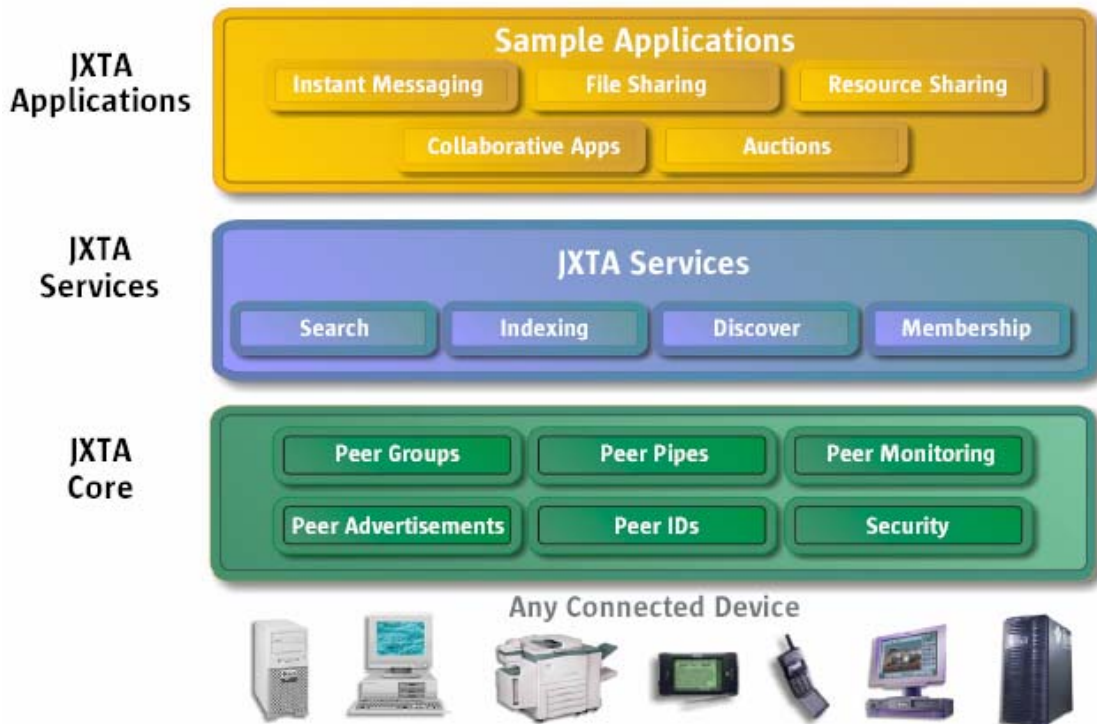 Sample Applications
JXTA
Applications
Instant Messaging
File Sharing
Resource Sharing
Collaborative Apps
Auctions
JXTA
Services
JXTA Services
Search
Indexing
Discover
Membership
JXTA
Core
Peer Groups
Peer Pipes
Peer Monitoring
Peer Advertisements
Peer IDs
Security
Any Connected Device